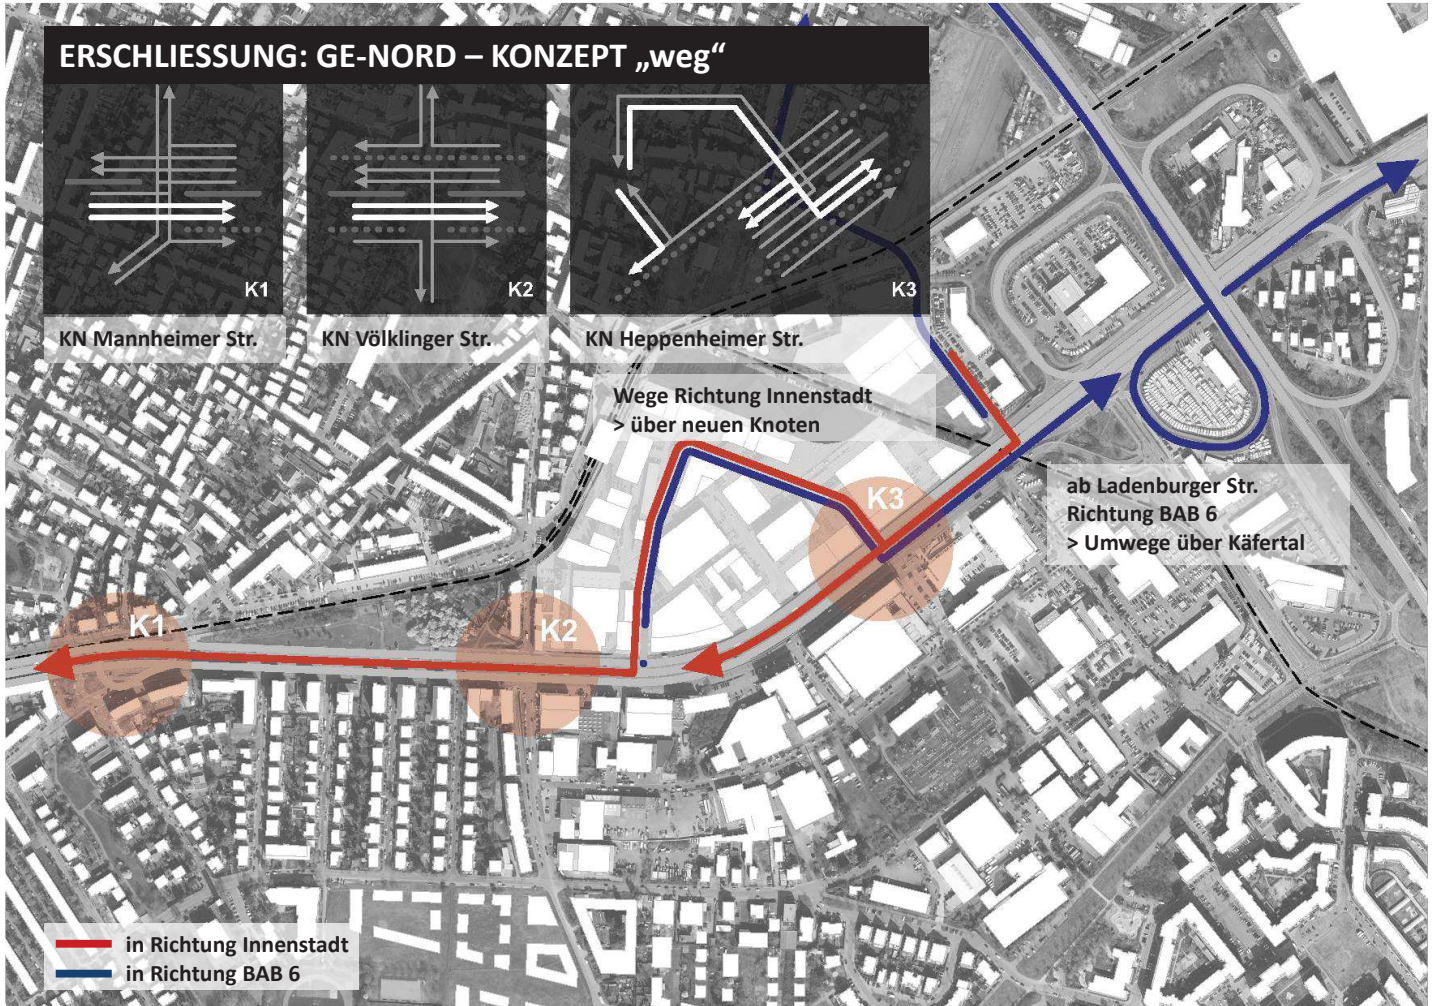 ERSCHLIESSUNG: GE-NORD – KONZEPT „weg“
K1
K2
K3
KN Mannheimer Str.
KN Völklinger Str.
KN Heppenheimer Str.
Wege Richtung Innenstadt
> über neuen Knoten
K3
ab Ladenburger Str.
Richtung BAB 6
> Umwege über Käfertal
K1
K2
in Richtung Innenstadt
in Richtung BAB 6